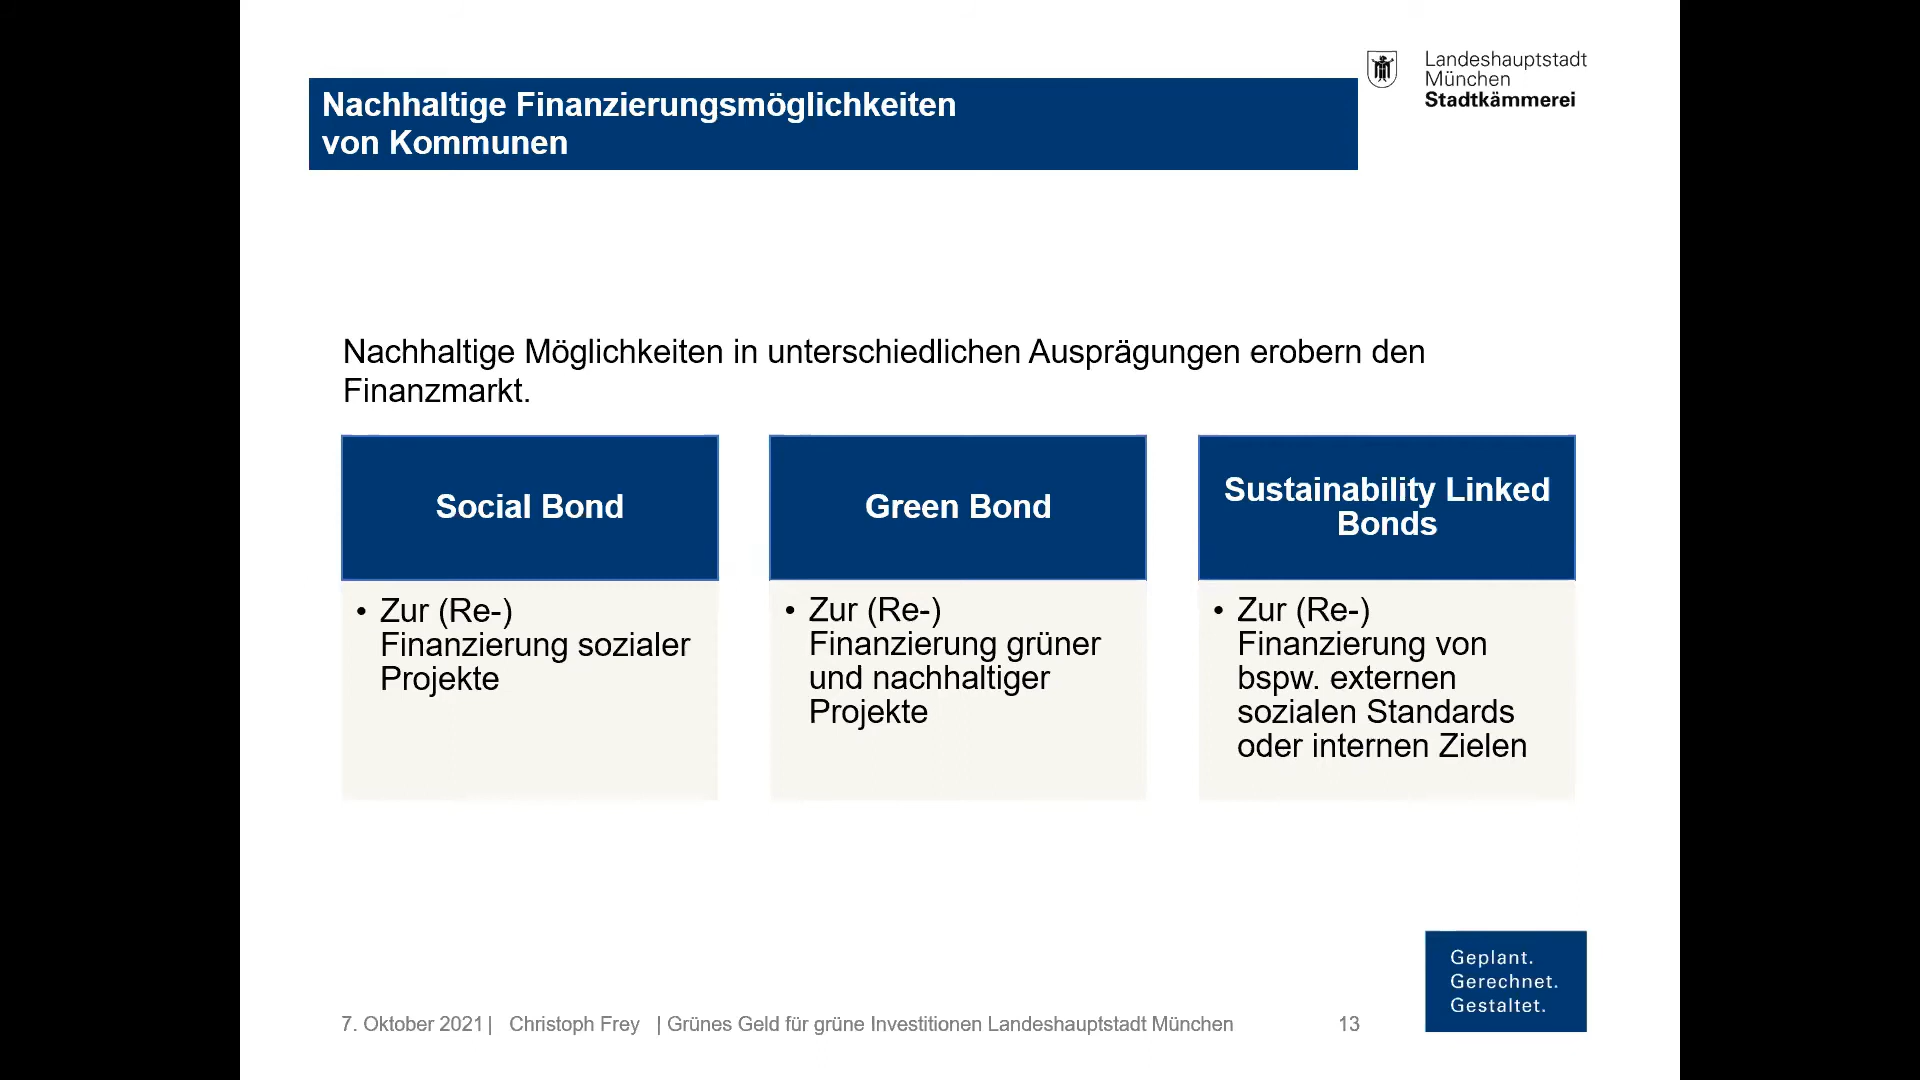 Landeshauptstadt
München
Stadtkämmerei
Nachhaltige Finanzierungsmöglichkeiten
von Kommunen
Nachhaltige Möglichkeiten in unterschiedlichen Ausprägungen erobern den
Finanzmarkt.
Social Bond
• Zur (Re-)
Finanzierung sozialer
Projekte
Green Bond
• Zur (Re-)
Finanzierung grüner
und nachhaltiger
Projekte
Sustainability Linked
Bonds
• Zur (Re-)
Finanzierung von
bspw. externen
sozialen Standards
oder internen Zielen
Geplant.
Gerechnet.
Gestaltet.
7. Oktober 2021 | Christoph Frey | Grünes Geld für grüne Investitionen Landeshauptstadt München 13